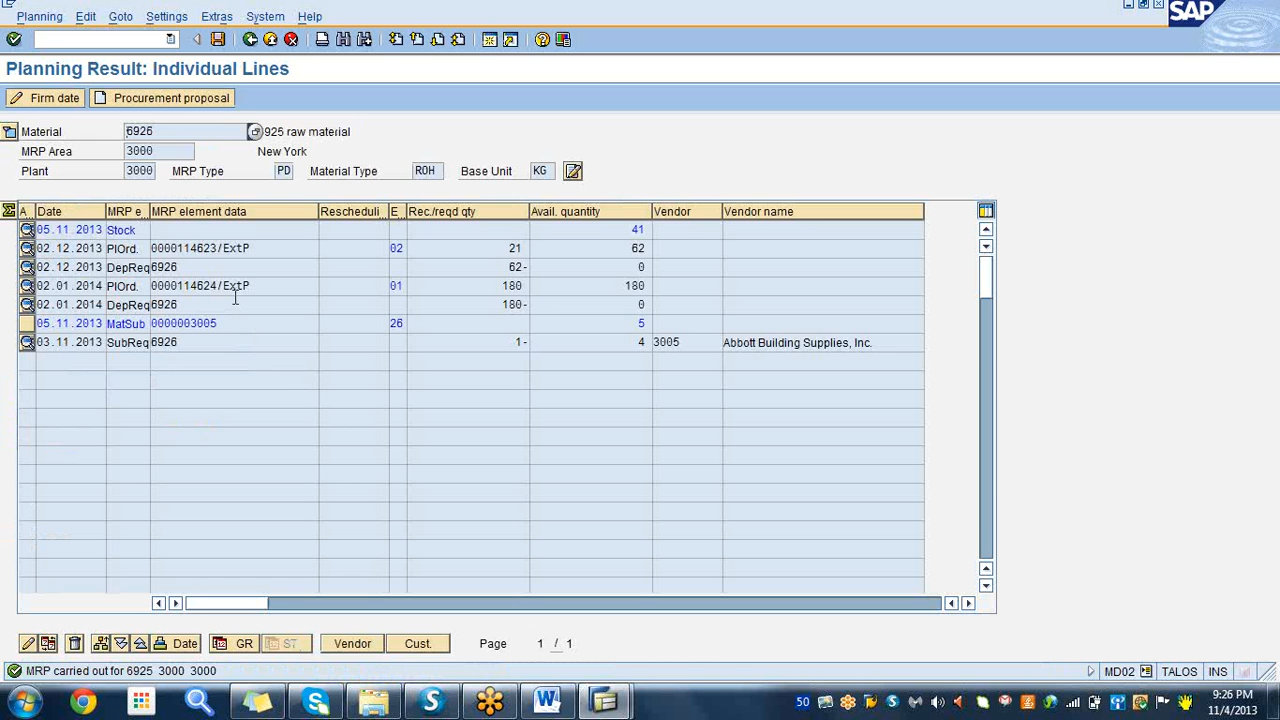 Planning Edit Goto Settings Extras System Help
SAP
Planning Result: Individual Lines
Firm date Procurement proposal
Material 6926 925 raw material
MRP Area 3000 New York
Plant 3000 MRP Type PD Material Type ROH Base Unit KG
A.. Date MRP e MRP element data Rescheduli E.. Rec./reqd qty Avail. quantity Vendor Vendor name
05.11.2013 Stock 41
02.12.2013 PlOrd. 0000114623/ExtP 02 21 62
02.12.2013 DepReq 6926 62- 0
02.01.2014 PlOrd. 0000114624/ExtP 01 180 180
02.01.2014 DepReq 6926 180- 0
05.11.2013 MatSub 0000003005 26 5
03.11.2013 SubReq 6926 1- 4 3005 Abbott Building Supplies, Inc.
Date GR ST Vendor Cust. Page 1 / 1
MRP carried out for 6925 3000 3000 MD02 TALOS INS
50 9:26 PM
11/4/2013